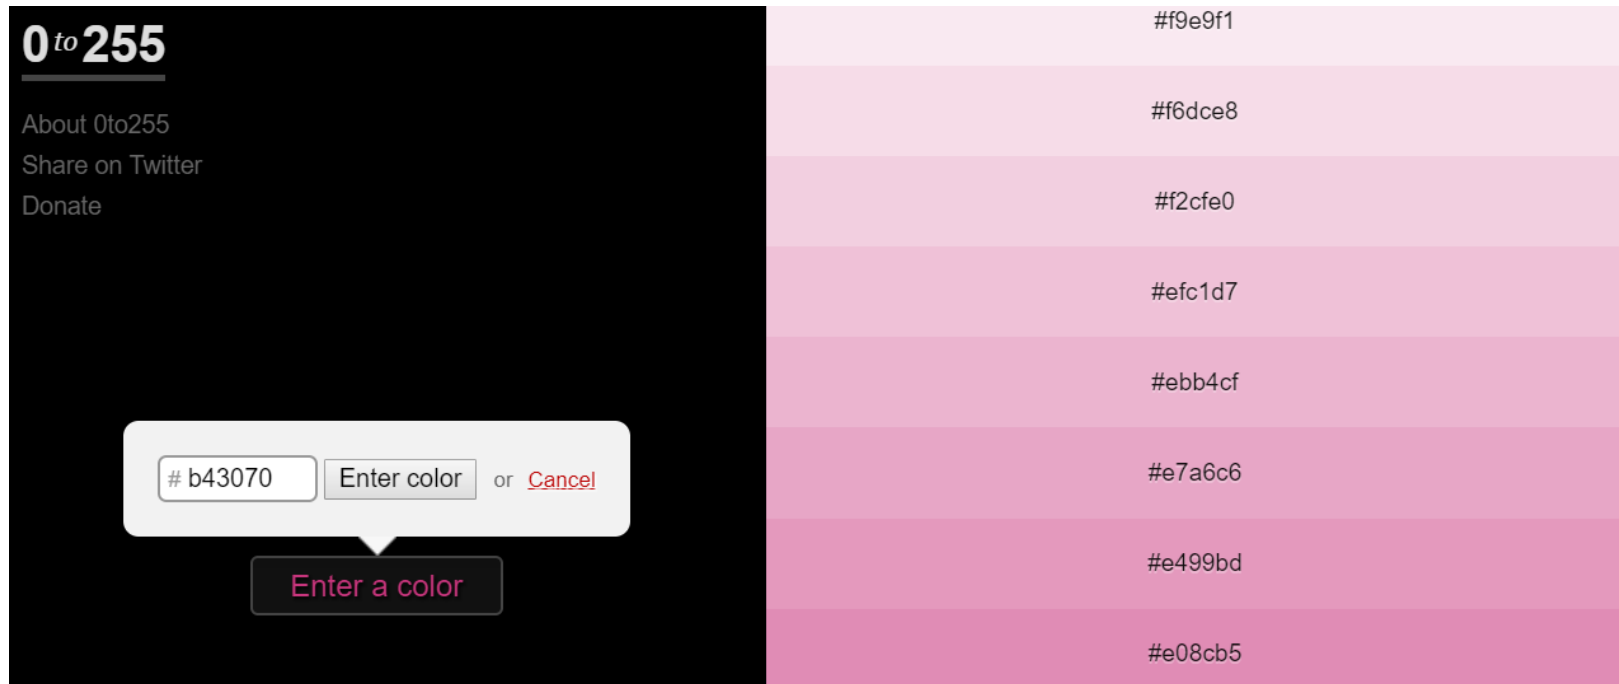 0 to 255
About 0to255
Share on Twitter
Donate
# b43070 Enter color or Cancel
Enter a color
#f9e9f1
#f6dce8
#f2cfe0
#efc1d7
#ebb4cf
#e7a6c6
#e499bd
#e08cb5